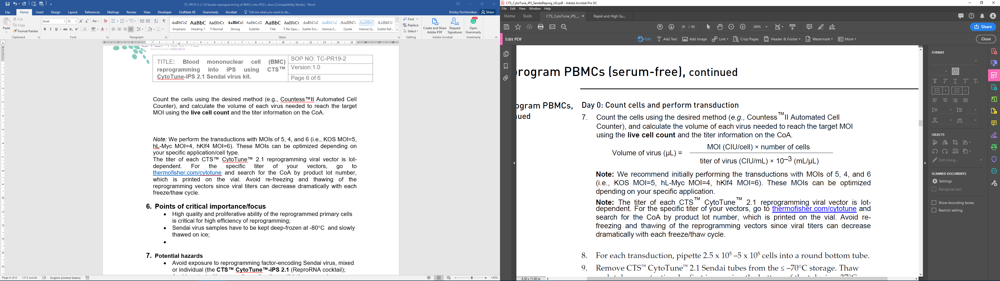 TC-PR19-2 v1.10 Sendai reprogramming of BMCs into iPSCs .docx [Compatibility Mode] - Word
File Home Insert Design Layout References Mailings Review View Developer EndNote X8 Grammarly Acrobat Tell me what you want to do...
Dmitry Ovchinnikov Share
Paste
Cut
Copy
Format Painter
Clipboard
Arial 12
Font
Paragraph
AaBbCcL AaBbC AaBbCc AaBbCcI AaBbCcD AaBbC AaBbCc AaBbCcL AaBbCcL AaBbC AaBbC AaBbCC
Emphasis Heading 1 ¶ Normal Strong Subtitle Title ¶ No Spac... Subtle Em... Intense E... Quote Intense Q... Subtle Ref...
Styles
Find
Replace
Select
Editing
Create and Share Adobe PDF
Request Signatures
Adobe Acrobat
Open Grammarly
Grammarly
Stem Cell Core Facilities of Stem Cells Ltd
TITLE: Blood mononuclear cell (BMC)
reprogramming into iPS using CTS™
CytoTune-iPS 2.1 Sendai virus kit.
SOP NO: TC-PR19-2
Version:1.0
Page 6 of 6
Count the cells using the desired method (e.g., Countess™II Automated Cell
Counter), and calculate the volume of each virus needed to reach the target
MOI using the live cell count and the titer information on the CoA.
Note: We perform the transductions with MOIs of 5, 4, and 6 (i.e., KOS MOI=5,
hL-Myc MOI=4, hKlf4 MOI=6). These MOIs can be optimized depending on
your specific application/cell type.
The titer of each CTS™ CytoTune™ 2.1 reprogramming viral vector is lot-
dependent. For the specific titer of your vectors, go to
thermofisher.com/cytotune and search for the CoA by product lot number,
which is printed on the vial. Avoid re-freezing and thawing of the
reprogramming vectors since viral titers can decrease dramatically with each
freeze/thaw cycle.
6. Points of critical importance/focus
• High quality and proliferative ability of the reprogrammed primary cells
is critical for high efficiency of reprogramming;
• Sendai virus samples have to be kept deep-frozen at -80°C and slowly
thawed on ice;
•
7. Potential hazards
• Avoid exposure to reprogramming factor-encoding Sendai virus, mixed
or individual (the CTS™ CytoTune™-iPS 2.1 (ReproRNA cocktail);
Page 6 of 6 1313 words English (United States) 140%
CTS_CytoTune_iPS_SendaiReprog_UG.pdf - Adobe Acrobat Pro DC
File Edit View Window Help
Home Tools CTS_CytoTune_iPS_... × Rapid and High Su...
20 / 60 200%
Share
Edit PDF
Edit Add Text Add Image Link Crop Pages Header & Footer Watermark More
Close
rogram PBMCs (serum-free), continued
ogram PBMCs,
ued
Day 0: Count cells and perform transduction
7. Count the cells using the desired method (e.g., Countess™II Automated Cell
Counter), and calculate the volume of each virus needed to reach the target MOI
using the live cell count and the titer information on the CoA.
Volume of virus (µL) =
MOI (CIU/cell) × number of cells
titer of virus (CIU/mL) × 10–3 (mL/µL)
Note: We recommend initially performing the transductions with MOIs of 5, 4, and 6
(i.e., KOS MOI=5, hL-Myc MOI=4, hKlf4 MOI=6). These MOIs can be optimized
dpending on your specific application.
Note: The titer of each CTS™ CytoTune™ 2.1 reprogramming viral vector is lot-
dependent. For the specific titer of your vectors, go to thermofisher.com/cytotune and
search for the CoA by product lot number, which is printed on the vial. Avoid re-
freezing and thawing of the reprogramming vectors since viral titers can decrease
dramatically with each freeze/thaw cycle.
8. For each transduction, pipette 2.5 x 10⁵ –5 x 10⁵ cells into a round bottom tube.
9. Remove CTS™ CytoTune™ 2.1 Sendai tubes from the ≤ –70°C storage. Thaw
8.50 x 11.00 in
FORMAT
OBJECTS
Edit Using...
SCANNED DOCUMENTS
Settings
Recognize text
Show bounding boxes
Restrict editing